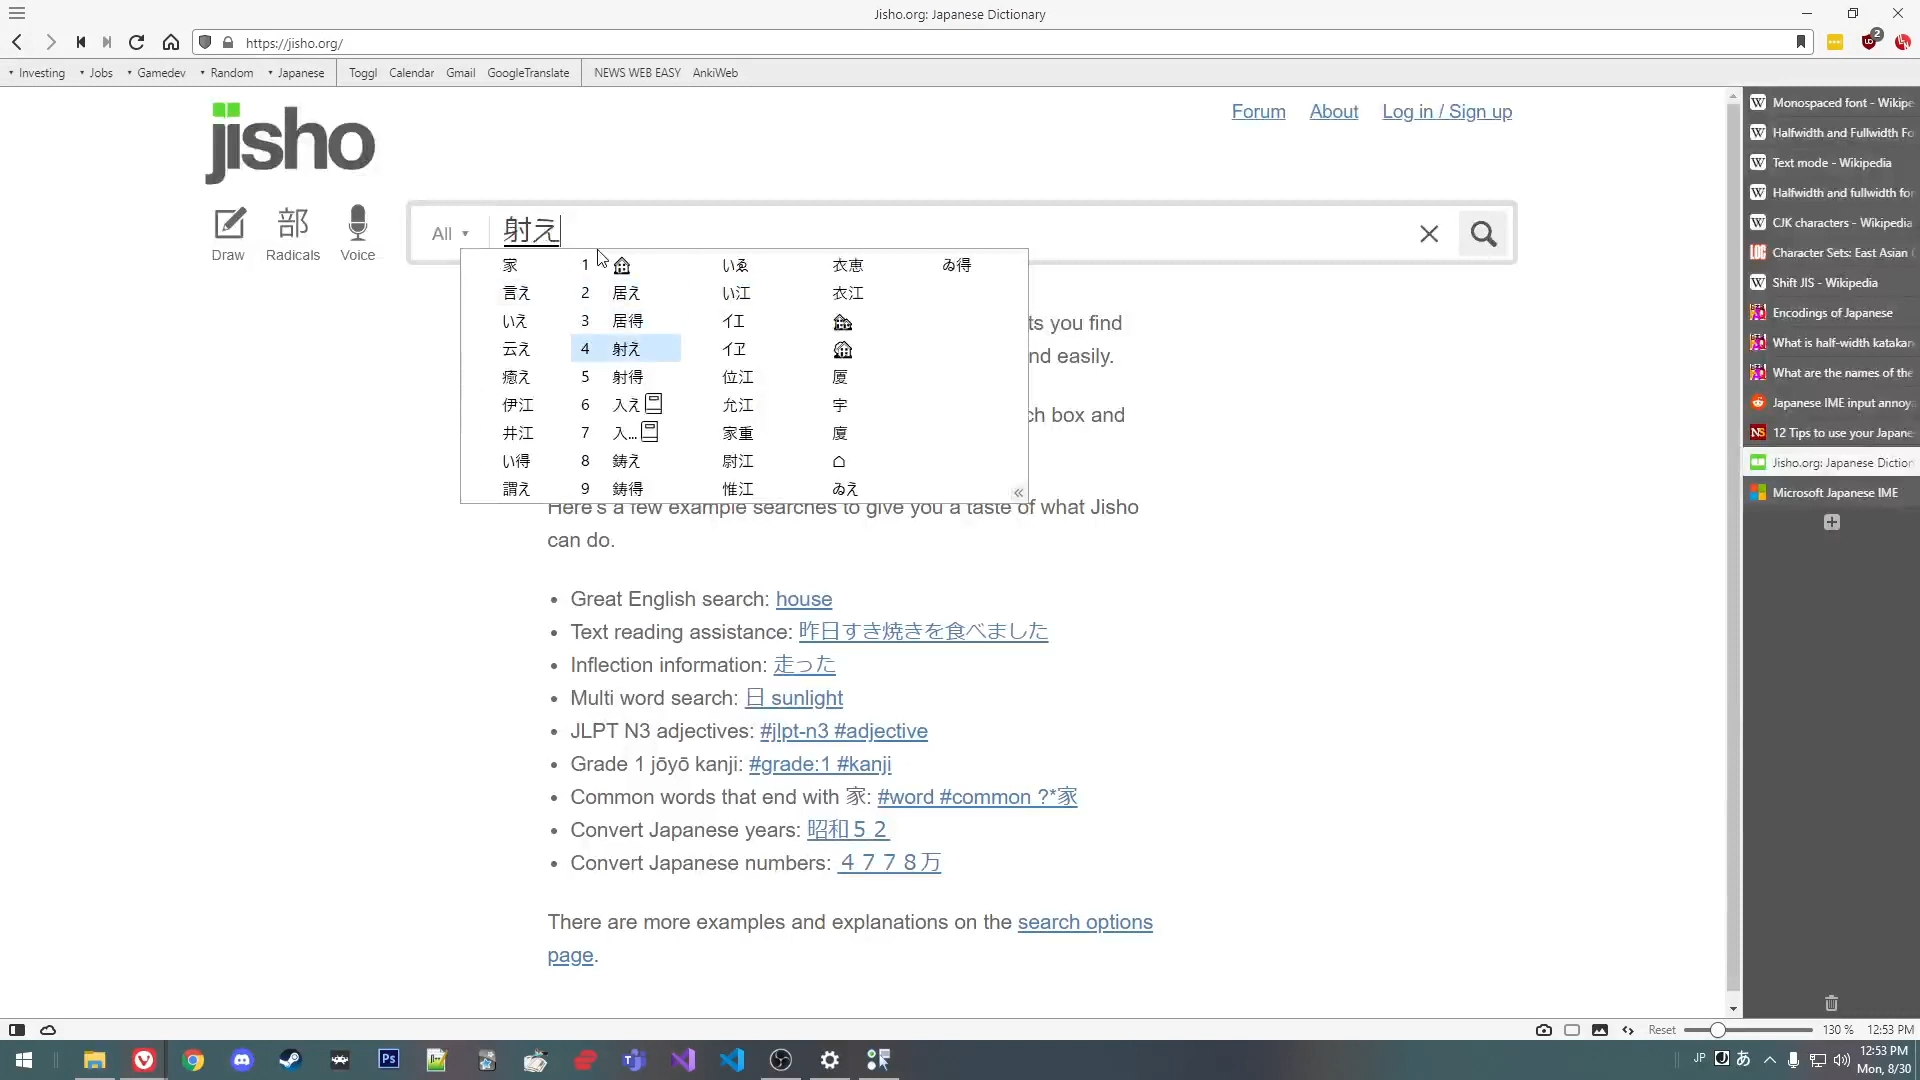 Jisho.org: Japanese Dictionary
https://jisho.org/
2
Investing Jobs Gamedev Random Japanese Toggl Calendar Gmail GoogleTranslate NEWS WEB EASY AnkiWeb
jisho
Forum About Log in / Sign up
Draw
部
Radicals
Voice
All 射え
家 1 🏠 いゑ 衣恵 ゐ得
言え 2 居え い江 衣江
いえ 3 居得 イエ 🏡
云え 4 射え イヱ 🏠
癒え 5 射得 位江 厦
伊江 6 入え 允江 宇
井江 7 入... 家重 廈
い得 8 鋳え 尉江
謂え 9 鋳得 惟江 ゐえ
ts you find
nd easily.
ch box and
Here's a few example searches to give you a taste of what Jisho
can do.
• Great English search: house
• Text reading assistance: 昨日すき焼きを食べました
• Inflection information: 走った
• Multi word search: 日 sunlight
• JLPT N3 adjectives: #jlpt-n3 #adjective
• Grade 1 jōyō kanji: #grade:1 #kanji
• Common words that end with 家: #word #common ?*家
• Convert Japanese years: 昭和５２
• Convert Japanese numbers: ４７７８万
There are more examples and explanations on the search options
page.
Monospaced font - Wikipe
Halfwidth and Fullwidth Fo
Text mode - Wikipedia
Halfwidth and fullwidth for
CJK characters - Wikipedia
Character Sets: East Asian
Shift JIS - Wikipedia
Encodings of Japanese
What is half-width katakan
What are the names of the
Japanese IME input annoya
12 Tips to use your Japane
Jisho.org: Japanese Diction
Microsoft Japanese IME
Reset 130 % 12:53 PM
Ps
JP あ 12:53 PM
Mon, 8/30